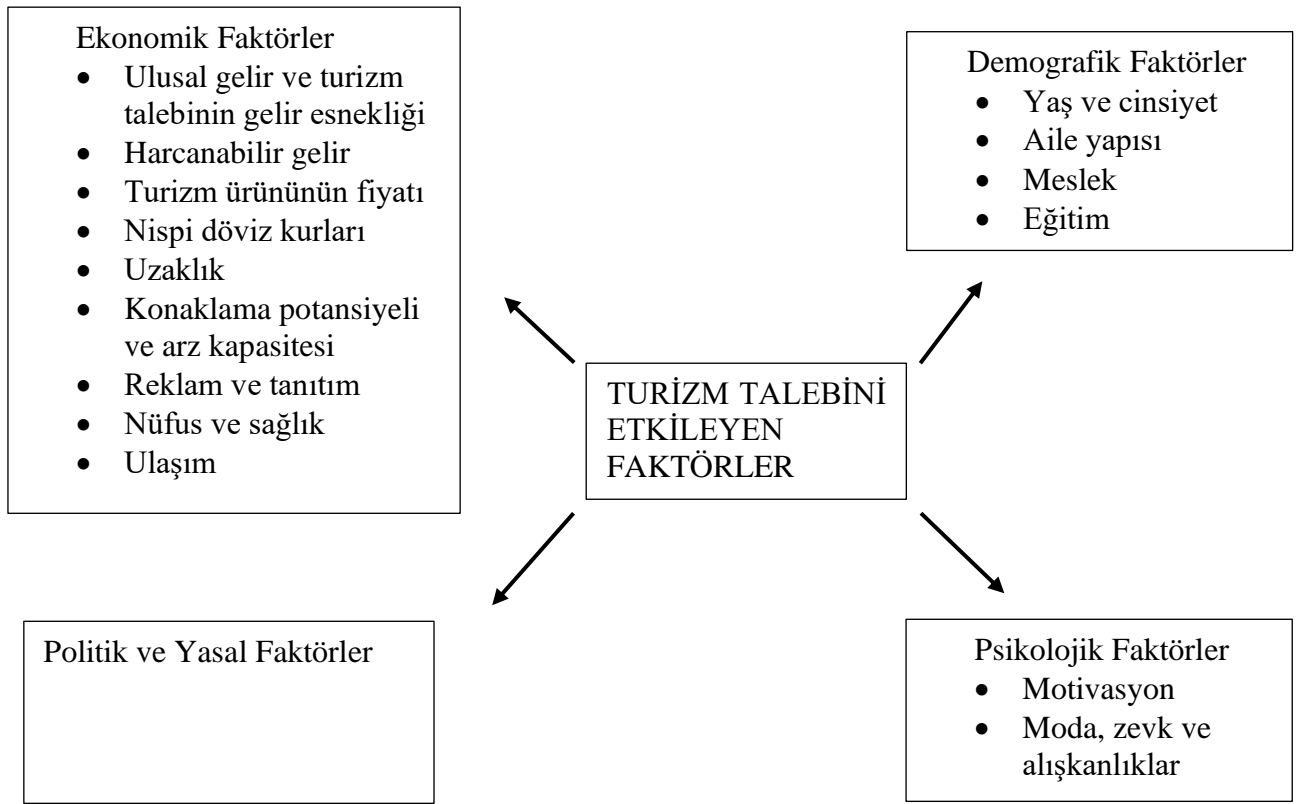 Ekonomik Faktörler
• Ulusal gelir ve turizm
talebinin gelir esnekliği
• Harcanabilir gelir
• Turizm ürününün fiyatı
• Nispi döviz kurları
• Uzaklık
• Konaklama potansiyeli
ve arz kapasitesi
• Reklam ve tanıtım
• Nüfus ve sağlık
• Ulaşım
Demografik Faktörler
• Yaş ve cinsiyet
• Aile yapısı
• Meslek
• Eğitim
TURİZM TALEBİNİ
ETKİLEYEN
FAKTÖRLER
Politik ve Yasal Faktörler
Psikolojik Faktörler
• Motivasyon
• Moda, zevk ve
alışkanlıklar